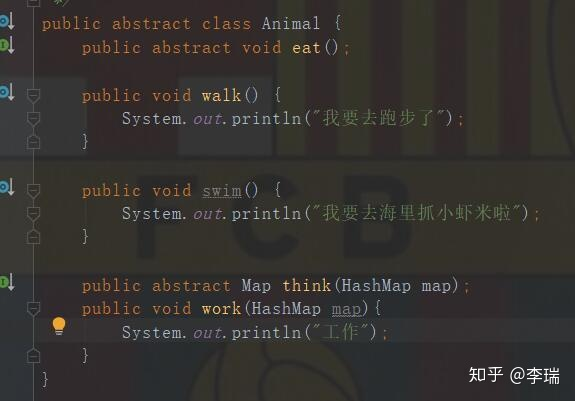 */
public abstract class Animal {
    public abstract void eat();
    public void walk() {
        System.out.println("我要去跑步了");
    }
    public void swim() {
        System.out.println("我要去海里抓小虾米啦");
    }
    public abstract Map think(HashMap map);
    public void work(HashMap map){
        System.out.println("工作");
    }
}
FCB
知乎 @李瑞